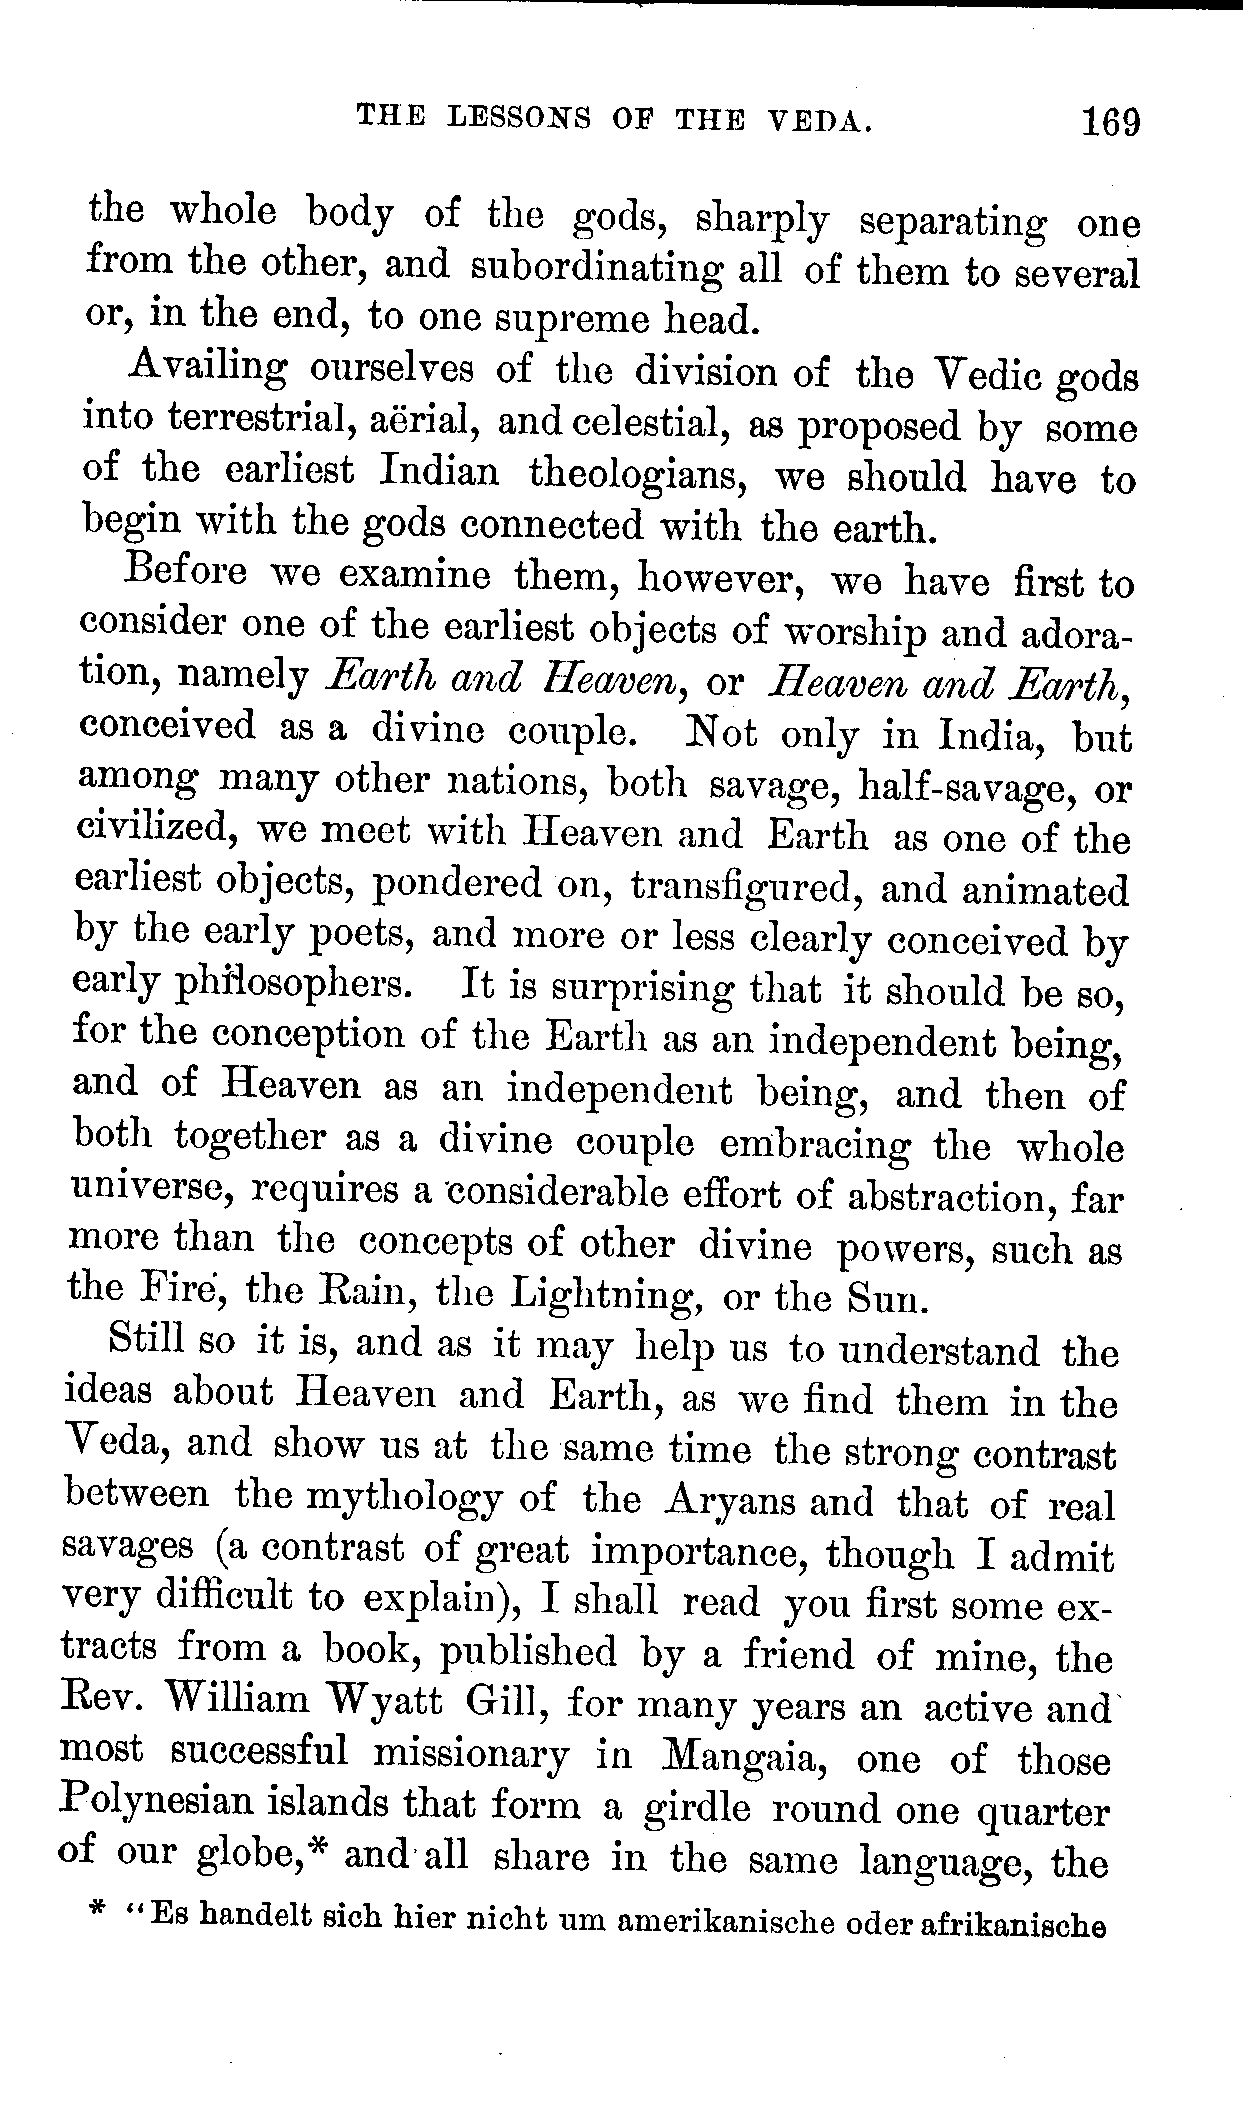 THE LESSONS OF THE VEDA. 169
the whole body of the gods, sharply separating one
from the other, and subordinating all of them to several
or, in the end, to one supreme head.
Availing ourselves of the division of the Vedic gods
into terrestrial, aërial, and celestial, as proposed by some
of the earliest Indian theologians, we should have to
begin with the gods connected with the earth.
Before we examine them, however, we have first to
consider one of the earliest objects of worship and adora-
tion, namely Earth and Heaven, or Heaven and Earth,
conceived as a divine couple. Not only in India, but
among many other nations, both savage, half-savage, or
civilized, we meet with Heaven and Earth as one of the
earliest objects, pondered on, transfigured, and animated
by the early poets, and more or less clearly conceived by
early philosophers. It is surprising that it should be so,
for the conception of the Earth as an independent being,
and of Heaven as an independent being, and then of
both together as a divine couple embracing the whole
universe, requires a considerable effort of abstraction, far
more than the concepts of other divine powers, such as
the Fire, the Rain, the Lightning, or the Sun.
Still so it is, and as it may help us to understand the
ideas about Heaven and Earth, as we find them in the
Veda, and show us at the same time the strong contrast
between the mythology of the Aryans and that of real
savages (a contrast of great importance, though I admit
very difficult to explain), I shall read you first some ex-
tracts from a book, published by a friend of mine, the
Rev. William Wyatt Gill, for many years an active and
most successful missionary in Mangaia, one of those
Polynesian islands that form a girdle round one quarter
of our globe,* and all share in the same language, the
* "Es handelt sich hier nicht um amerikanische oder afrikanische